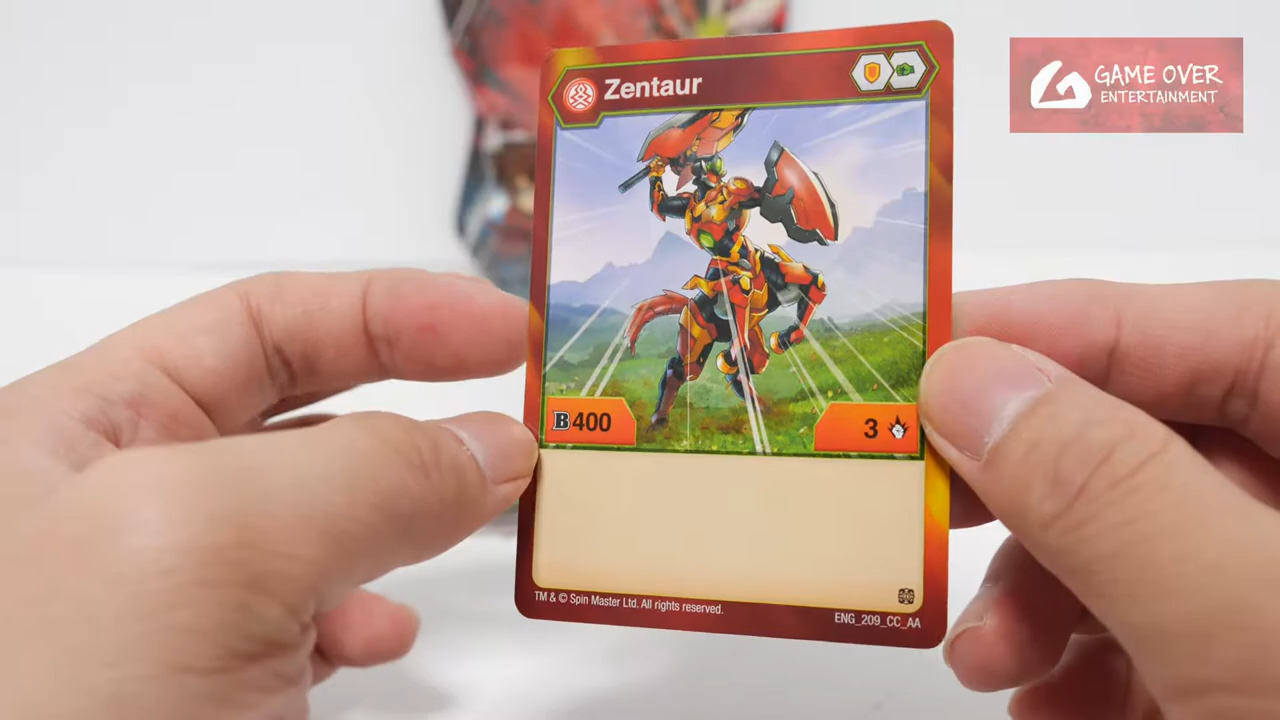 Zentaur
GAME OVER
ENTERTAINMENT
B400
3
TM & © Spin Master Ltd. All rights reserved.
ENG_209_CC_AA